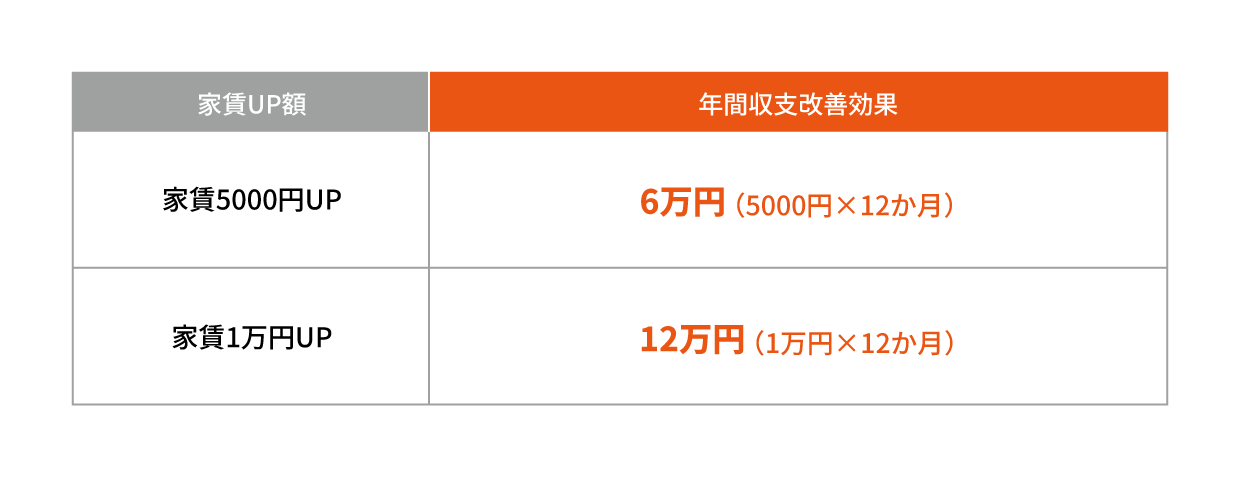 家賃UP額 年間収支改善効果
家賃5000円UP 6万円（5000円×12か月）
家賃1万円UP 12万円（1万円×12か月）